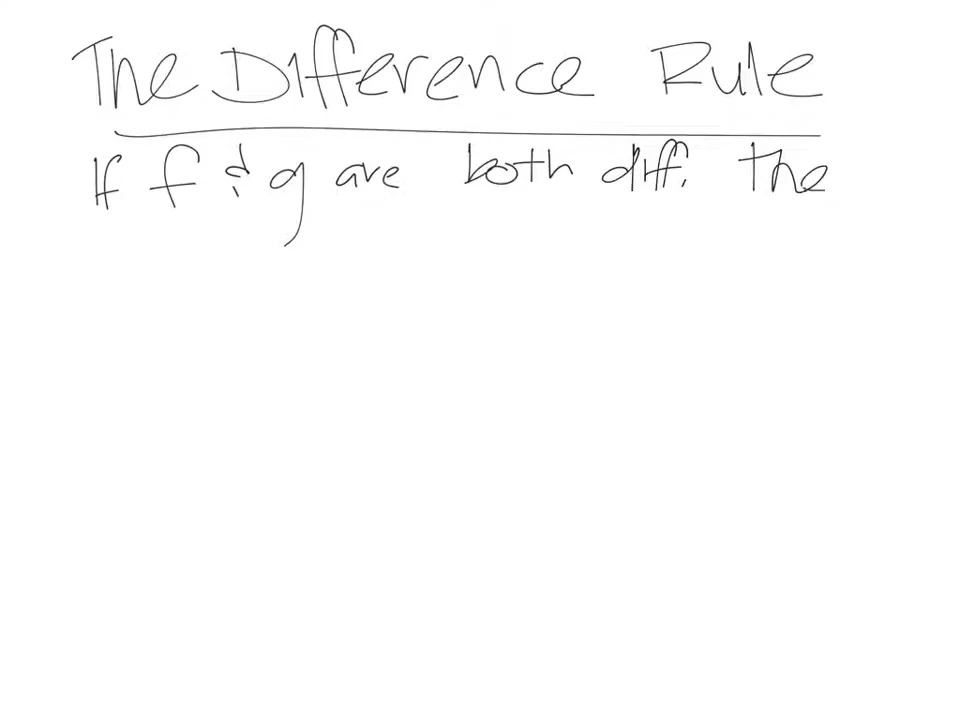 The Difference Rule
If f & g are both diff. The